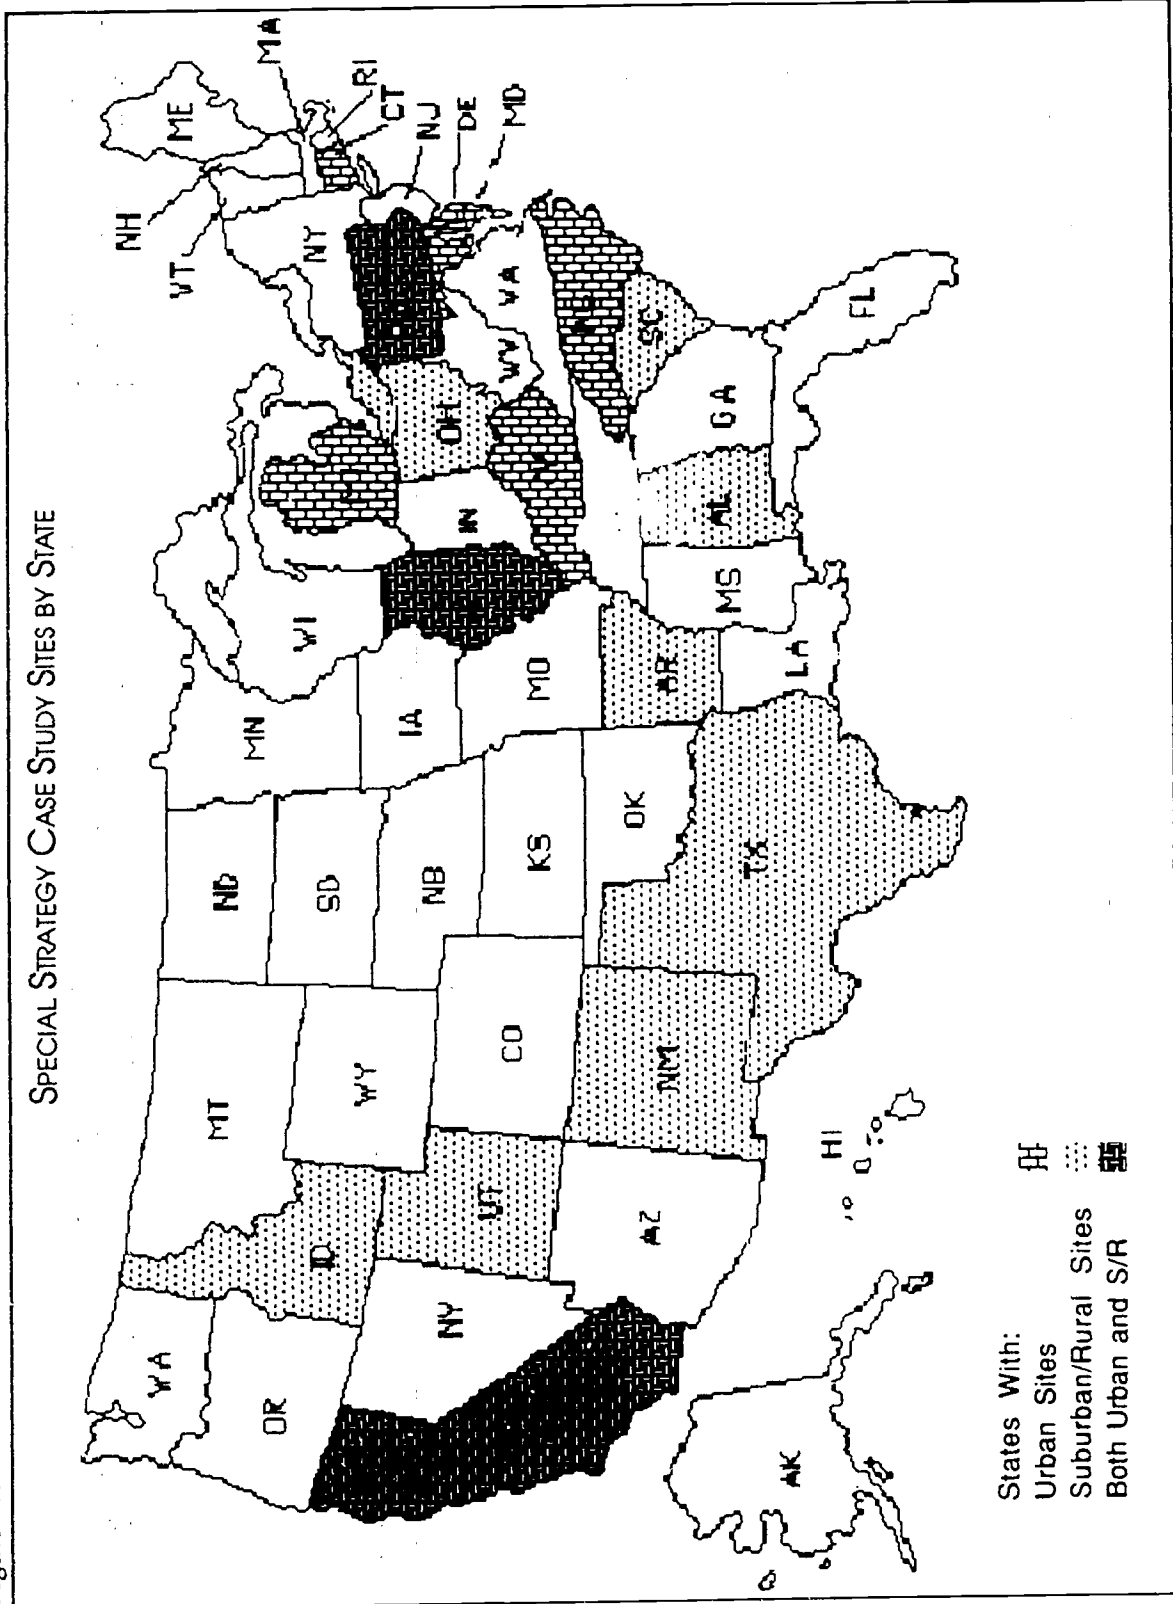 SPECIAL STRATEGY CASE STUDY SITES BY STATE
WA
OR
NY
ID
MT
WY
UT
AZ
CO
NM
ND
SD
NB
KS
OK
TX
MN
IA
MO
AR
LA
WI
IN
MS
AL
OH
WV
VA
SC
GA
FL
NY
VT
NH
ME
MA
RI
CT
NJ
DE
MD
AK
HI
States With:
Urban Sites
Suburban/Rural Sites
Both Urban and S/R